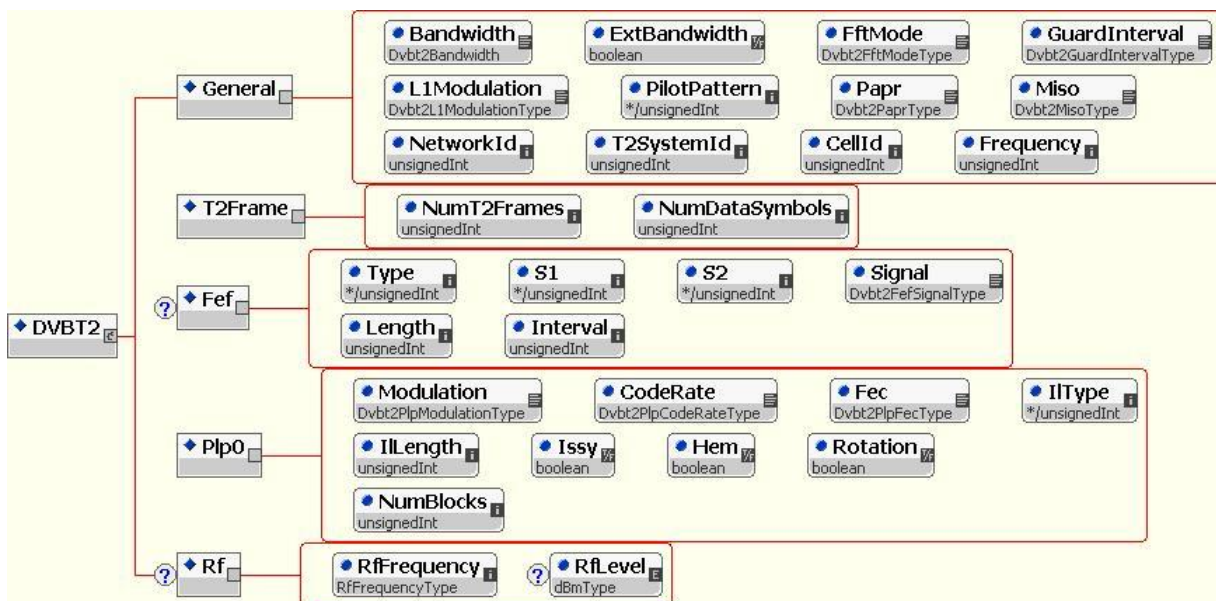 DVBT2
General
Bandwidth
Dvbt2Bandwidth
ExtBandwidth
boolean
FftMode
Dvbt2FftModeType
GuardInterval
Dvbt2GuardIntervalType
L1Modulation
Dvbt2L1ModulationType
PilotPattern
*/unsignedInt
Papr
Dvbt2PaprType
Miso
Dvbt2MisoType
NetworkId
unsignedInt
T2SystemId
unsignedInt
CellId
unsignedInt
Frequency
unsignedInt
T2Frame
NumT2Frames
unsignedInt
NumDataSymbols
unsignedInt
?
Fef
Type
*/unsignedInt
S1
*/unsignedInt
S2
*/unsignedInt
Signal
Dvbt2FefSignalType
Length
unsignedInt
Interval
unsignedInt
Plp0
Modulation
Dvbt2PlpModulationType
CodeRate
Dvbt2PlpCodeRateType
Fec
Dvbt2PlpFecType
IlType
*/unsignedInt
IlLength
unsignedInt
Issy
boolean
Hem
boolean
Rotation
boolean
NumBlocks
unsignedInt
?
Rf
RfFrequency
RfFrequencyType
?
RfLevel
dBmType